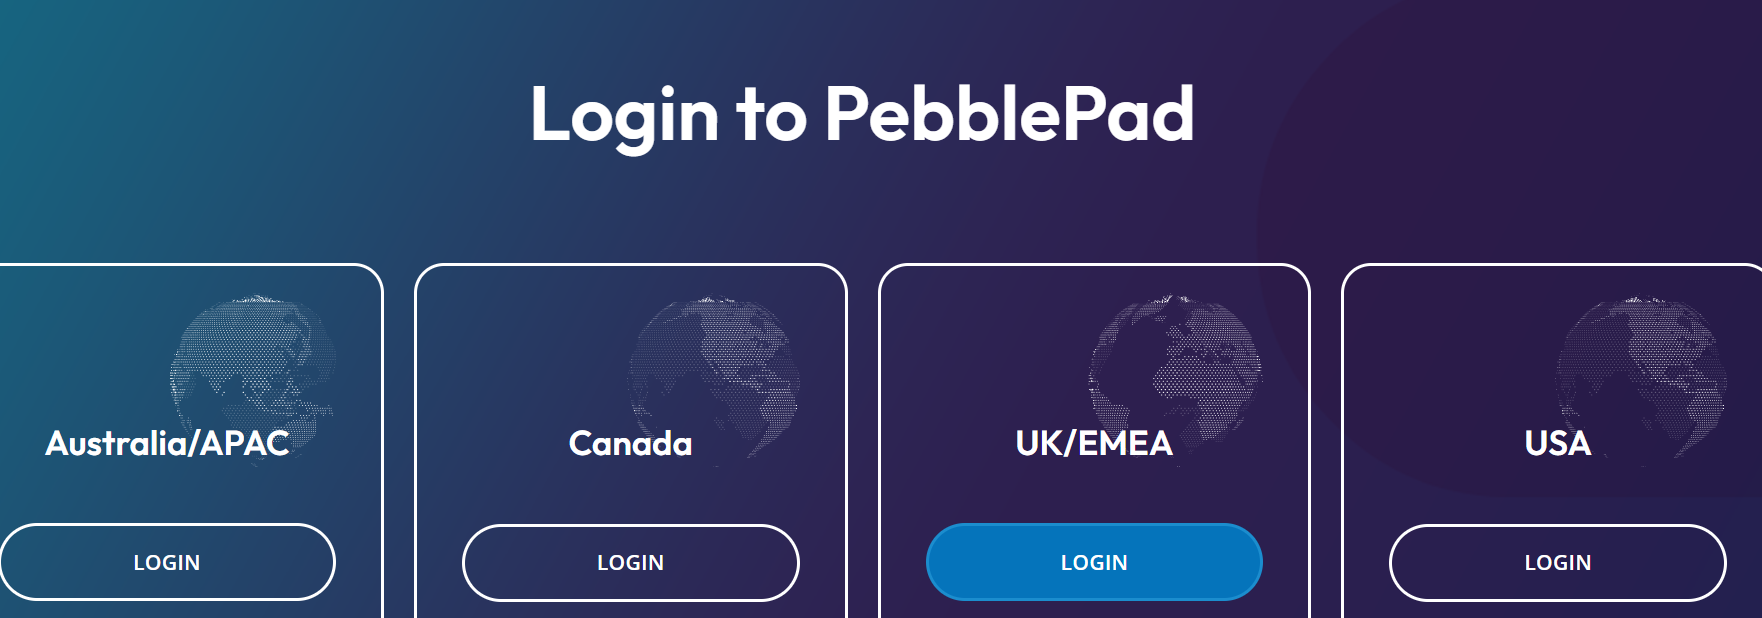 Login to PebblePad
Australia/APAC
Canada
UK/EMEA
USA
LOGIN
LOGIN
LOGIN
LOGIN